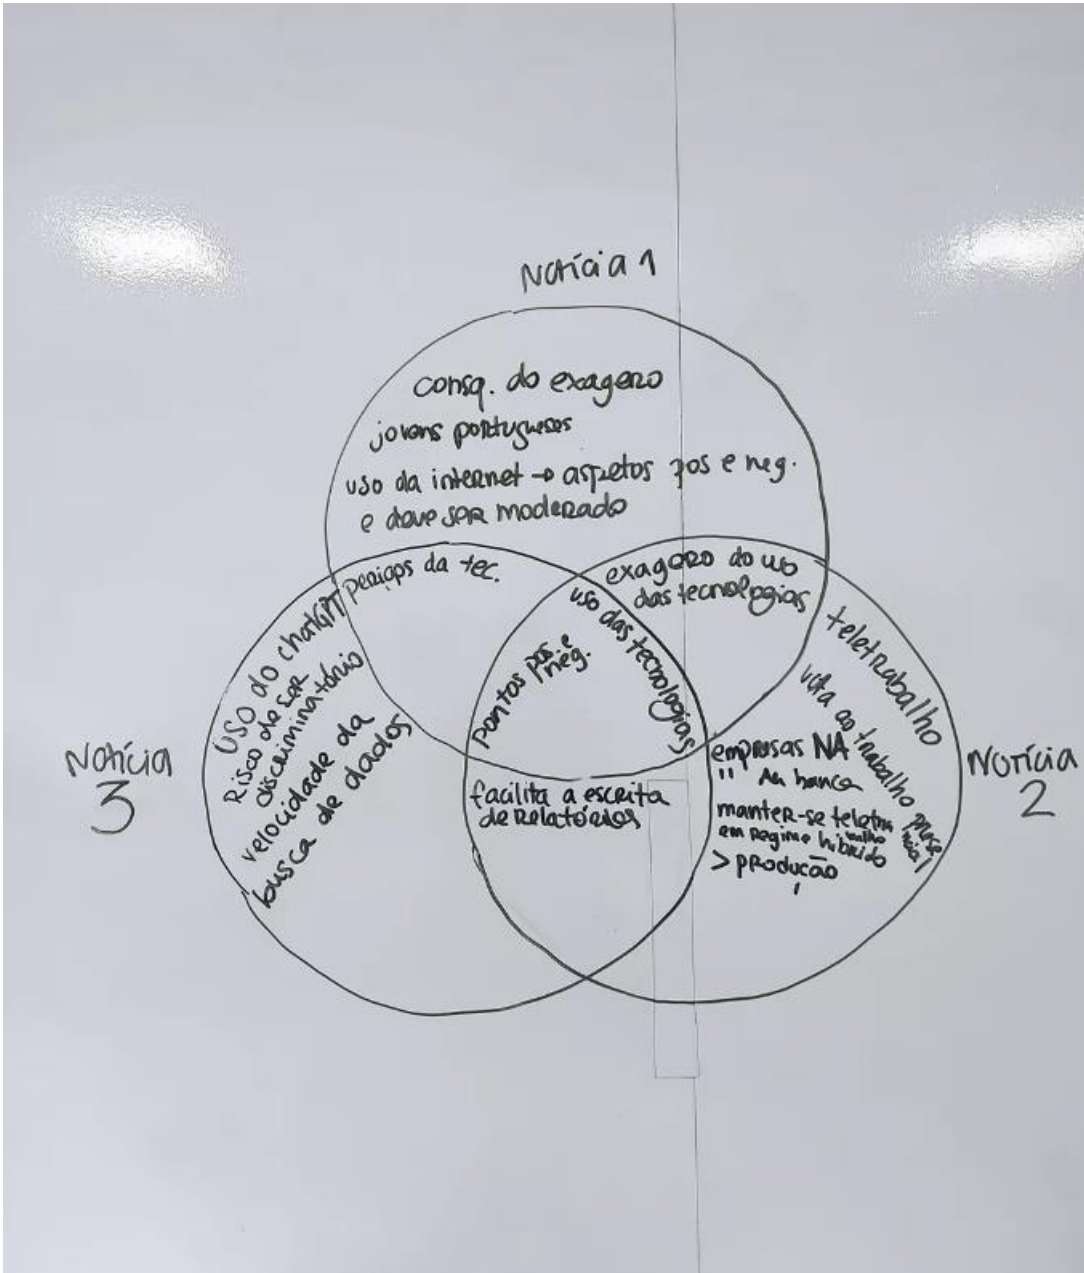 Notícia 1
consq. do exagero
jovens portugueses
uso da internet → aspetos pos e neg.
e deve ser moderado
perigos da tec.
exagero do uso
das tecnologias
uso das tecnologias
pontos pos. e
neg.
facilita a escrita
de relatórios
Notícia
3
uso do chatGPT
Risco de ser
discriminatório
velocidade da
busca de dados
Notícia
2
teletrabalho
volta ao trabalho presencial
empresas NA
"
manter-se teletrabalho
em regime híbrido
> produção